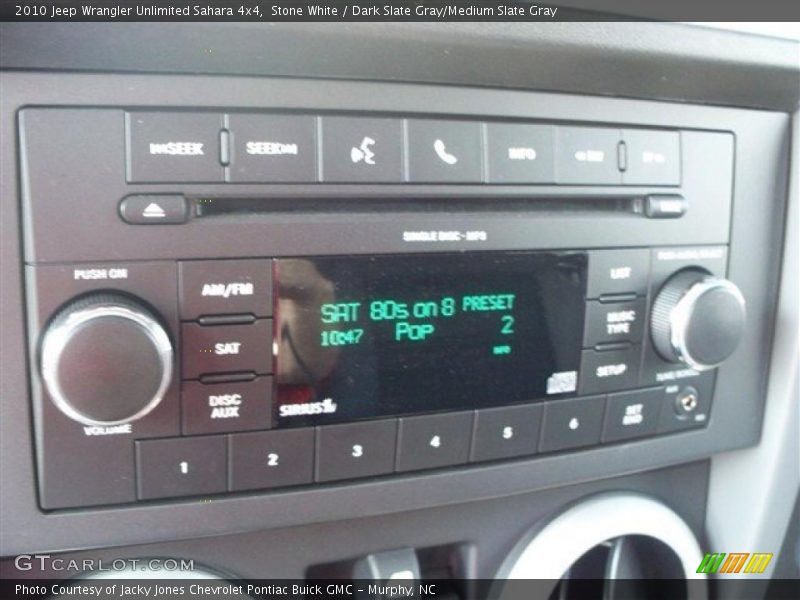 2010 Jeep Wrangler Unlimited Sahara 4x4, Stone White / Dark Slate Gray/Medium Slate Gray
SEEK
SEEK
INFO
SINGLE DISC-MP3
PUSH ON
VOLUME
AM/FM
SAT
DISC
AUX
SAT 80s on 8 PRESET
10:47 Pop 2
SIRIUS
LIST
MUSIC
TYPE
SETUP
1
2
3
4
5
6
SET
GTCARLOT.COM
Photo Courtesy of Jacky Jones Chevrolet Pontiac Buick GMC - Murphy, NC